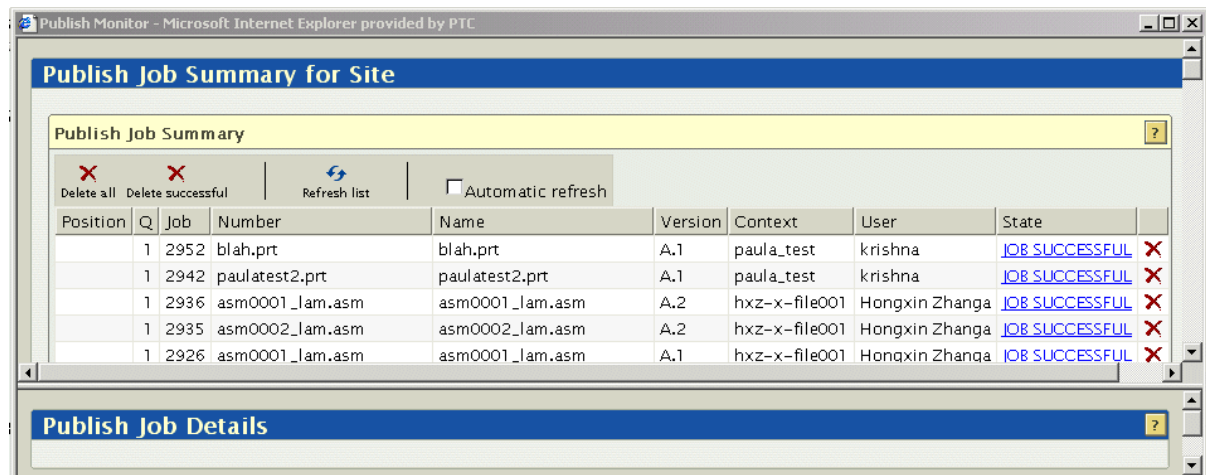 Publish Monitor - Microsoft Internet Explorer provided by PTC
Publish Job Summary for Site
Publish Job Summary ?
Delete all Delete successful Refresh list Automatic refresh
Position Q Job Number Name Version Context User State
1 2952 blah.prt blah.prt A.1 paula_test krishna JOB SUCCESSFUL
1 2942 paulatest2.prt paulatest2.prt A.1 paula_test krishna JOB SUCCESSFUL
1 2936 asm0001_lam.asm asm0001_lam.asm A.2 hxz-x-file001 Hongxin Zhanga JOB SUCCESSFUL
1 2935 asm0002_lam.asm asm0002_lam.asm A.2 hxz-x-file001 Hongxin Zhanga JOB SUCCESSFUL
1 2926 asm0001_lam.asm asm0001_lam.asm A.1 hxz-x-file001 Hongxin Zhanga JOB SUCCESSFUL
Publish Job Details ?